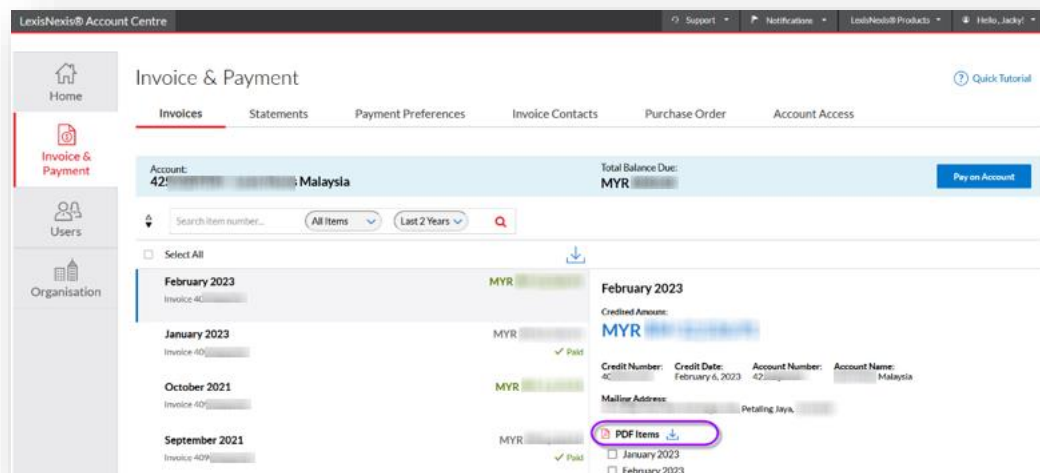 LexisNexis® Account Centre
Support
Notifications
LexisNexis® Products
Hello, Jacky!
Home
Invoice & Payment
Users
Organisation
Invoice & Payment
Quick Tutorial
Invoices
Statements
Payment Preferences
Invoice Contacts
Purchase Order
Account Access
Account:
Malaysia
Total Balance Due:
MYR
Pay on Account
Search item number...
All Items
Last 2 Years
Select All
February 2023
MYR
Invoice
January 2023
MYR
Invoice
Paid
October 2021
MYR
Invoice
September 2021
MYR
Invoice
Paid
February 2023
Credited Amount:
MYR
Credit Number:
Credit Date:
February 6, 2023
Account Number:
Account Name:
Malaysia
Mailing Address:
Petaling Jaya,
PDF Items
January 2023
February 2023